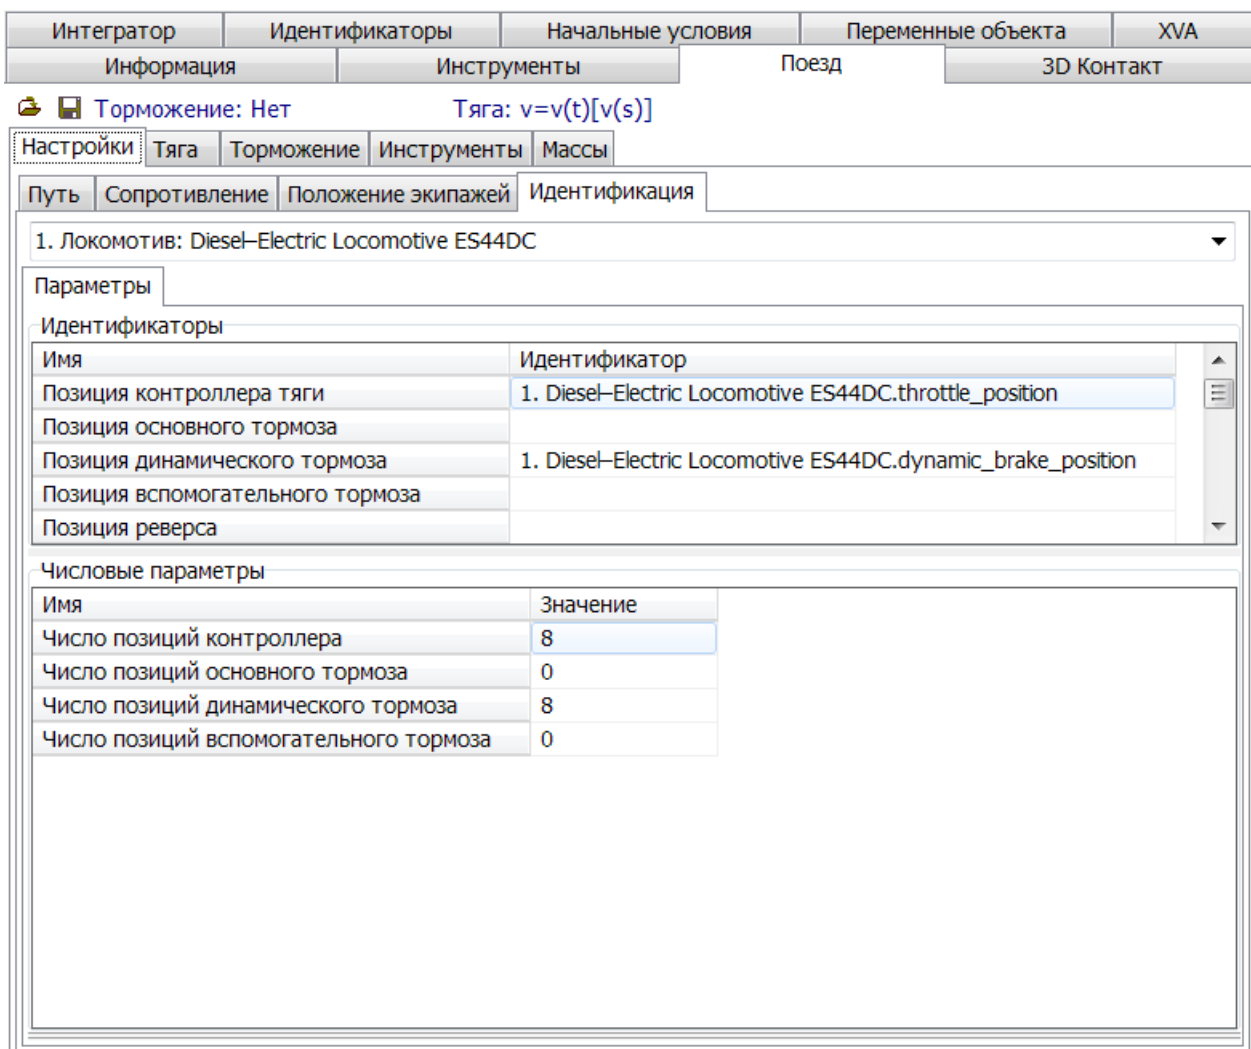 Интегратор Идентификаторы Начальные условия Переменные объекта XVA
Информация Инструменты Поезд 3D Контакт
Торможение: Нет Тяга: v=v(t)[v(s)]
Настройки Тяга Торможение Инструменты Массы
Путь Сопротивление Положение экипажей Идентификация
1. Локомотив: Diesel–Electric Locomotive ES44DC
Параметры
Идентификаторы
Имя Идентификатор
Позиция контроллера тяги 1. Diesel–Electric Locomotive ES44DC.throttle_position
Позиция основного тормоза
Позиция динамического тормоза 1. Diesel–Electric Locomotive ES44DC.dynamic_brake_position
Позиция вспомогательного тормоза
Позиция реверса
Числовые параметры
Имя Значение
Число позиций контроллера 8
Число позиций основного тормоза 0
Число позиций динамического тормоза 8
Число позиций вспомогательного тормоза 0